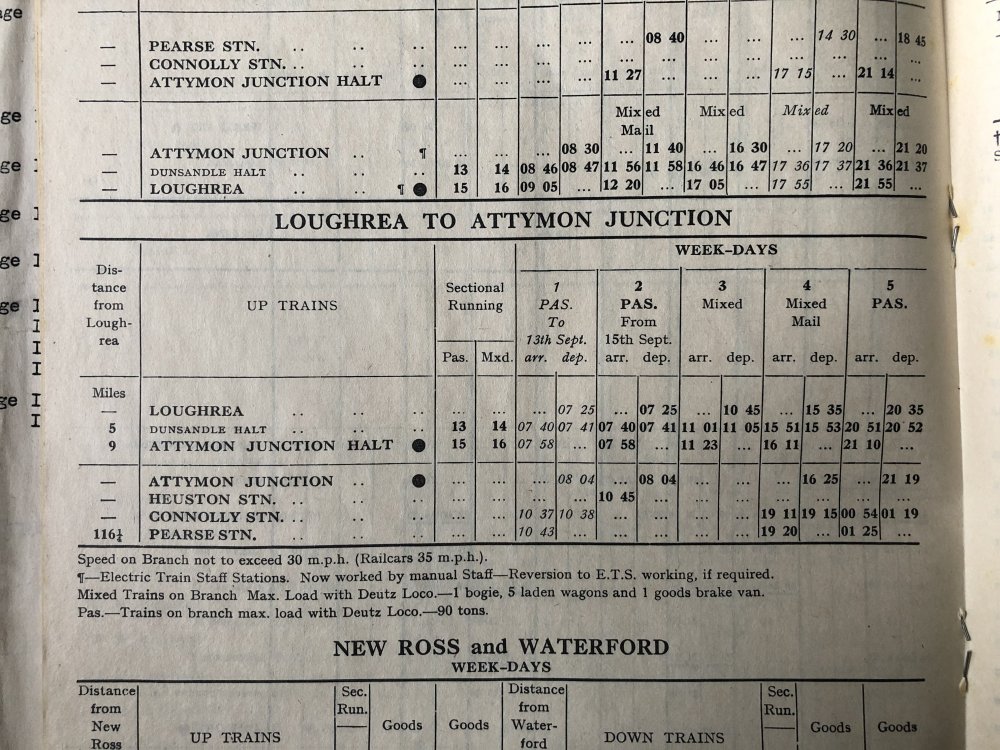 age
— PEARSE STN. .. .. .. ... ... ... ... ... 08 40 ... ... ... 14 30 ... 18 45
— CONNOLLY STN. .. .. .. ... ... ... ... ... ... ... ... ... ... ... ...
— ATTYMON JUNCTION HALT ● ... ... ... ... 11 27 ... ... ... 17 15 ... 21 14 ...
ge
Mixed Mixed Mixed Mixed
Mail
— ATTYMON JUNCTION .. ¶ ... ... ... 08 30 ... 11 40 ... 16 30 ... 17 20 ... 21 20
ge — DUNSANDLE HALT .. .. .. 13 14 08 46 08 47 11 56 11 58 16 46 16 47 17 36 17 37 21 36 21 37
— LOUGHREA .. .. ¶ ● 15 16 09 05 ... 12 20 ... 17 05 ... 17 55 ... 21 55 ...
ge
LOUGHREA TO ATTYMON JUNCTION
WEEK-DAYS
ge
Dis-
tance
from
Lough-
rea
UP TRAINS
Sectional
Running
Pas. Mxd.
1
PAS.
To
13th Sept.
arr. dep.
2
PAS.
From
15th Sept.
arr. dep.
3
Mixed
arr. dep.
4
Mixed
Mail
arr. dep.
5
PAS.
arr. dep.
ge I
I
I
I
ge I
I
Miles
— LOUGHREA .. .. .. ... ... ... 07 25 ... 07 25 ... 10 45 ... 15 35 ... 20 35
5 DUNSANDLE HALT .. .. .. 13 14 07 40 07 41 07 40 07 41 11 01 11 05 15 51 15 53 20 51 20 52
9 ATTYMON JUNCTION HALT ● 15 16 07 58 ... 07 58 ... 11 23 ... 16 11 ... 21 10 ...
— ATTYMON JUNCTION .. ● ... ... ... 08 04 ... 08 04 ... ... ... 16 25 ... 21 19
— HEUSTON STN. .. .. .. ... ... ... ... 10 45 ... ... ... ... ... ... ...
— CONNOLLY STN. .. .. .. ... ... 10 37 10 38 ... ... ... ... 19 11 19 15 00 54 01 19
116¼ PEARSE STN. .. .. .. ... ... 10 43 ... ... ... ... ... 19 20 ... 01 25 ...
Speed on Branch not to exceed 30 m.p.h. (Railcars 35 m.p.h.).
¶—Electric Train Staff Stations. Now worked by manual Staff—Reversion to E.T.S. working, if required.
Mixed Trains on Branch Max. Load with Deutz Loco.—1 bogie, 5 laden wagons and 1 goods brake van.
Pas.—Trains on branch max. load with Deutz Loco.—90 tons.
NEW ROSS and WATERFORD
WEEK-DAYS
Distance
from
New
Ross
UP TRAINS
Sec.
Run.
Goods
Goods
Distance
from
Water-
ford
DOWN TRAINS
Sec.
Run.
Goods
Goods